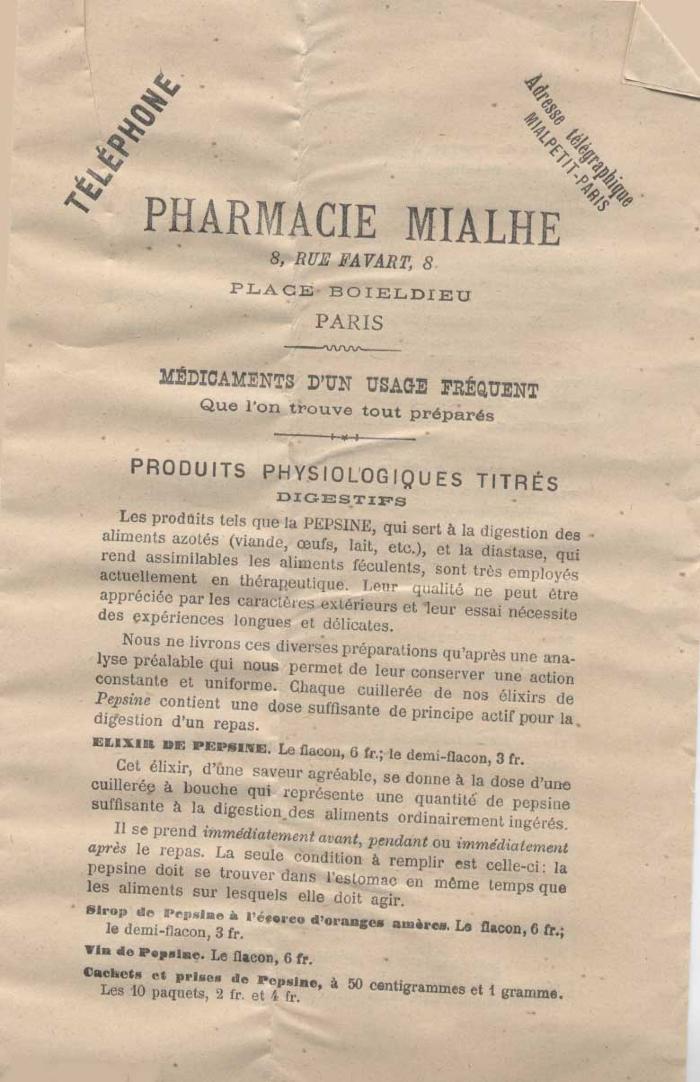 TÉLÉPHONE
Adresse télégraphique
MIALPETIT-PARIS
PHARMACIE MIALHE
8, RUE FAVART, 8
PLACE BOIELDIEU
PARIS
MÉDICAMENTS D'UN USAGE FRÉQUENT
Que l'on trouve tout préparés
PRODUITS PHYSIOLOGIQUES TITRÉS
DIGESTIFS
Les produits tels que la PEPSINE, qui sert à la digestion des
aliments azotés (viande, œufs, lait, etc.), et la diastase, qui
rend assimilables les aliments féculents, sont très employés
actuellement en thérapeutique. Leur qualité ne peut être
appréciée par les caractères extérieurs et leur essai nécessite
des expériences longues et délicates.
Nous ne livrons ces diverses préparations qu'après une ana-
lyse préalable qui nous permet de leur conserver une action
constante et uniforme. Chaque cuillerée de nos élixirs de
Pepsine contient une dose suffisante de principe actif pour la
digestion d'un repas.
ELIXIR DE PEPSINE. Le flacon, 6 fr.; le demi-flacon, 3 fr.
Cet élixir, d'une saveur agréable, se donne à la dose d'une
cuillerée à bouche qui représente une quantité de pepsine
suffisante à la digestion des aliments ordinairement ingérés.
Il se prend immédiatement avant, pendant ou immédiatement
après le repas. La seule condition à remplir est celle-ci: la
pepsine doit se trouver dans l'estomac en même temps que
les aliments sur lesquels elle doit agir.
Sirop de Pepsine à l'écorce d'oranges amères. Le flacon, 6 fr.;
le demi-flacon, 3 fr.
Vin de Pepsine. Le flacon, 6 fr.
Cachets et prises de Pepsine, à 50 centigrammes et 1 gramme.
Les 10 paquets, 2 fr. et 4 fr.